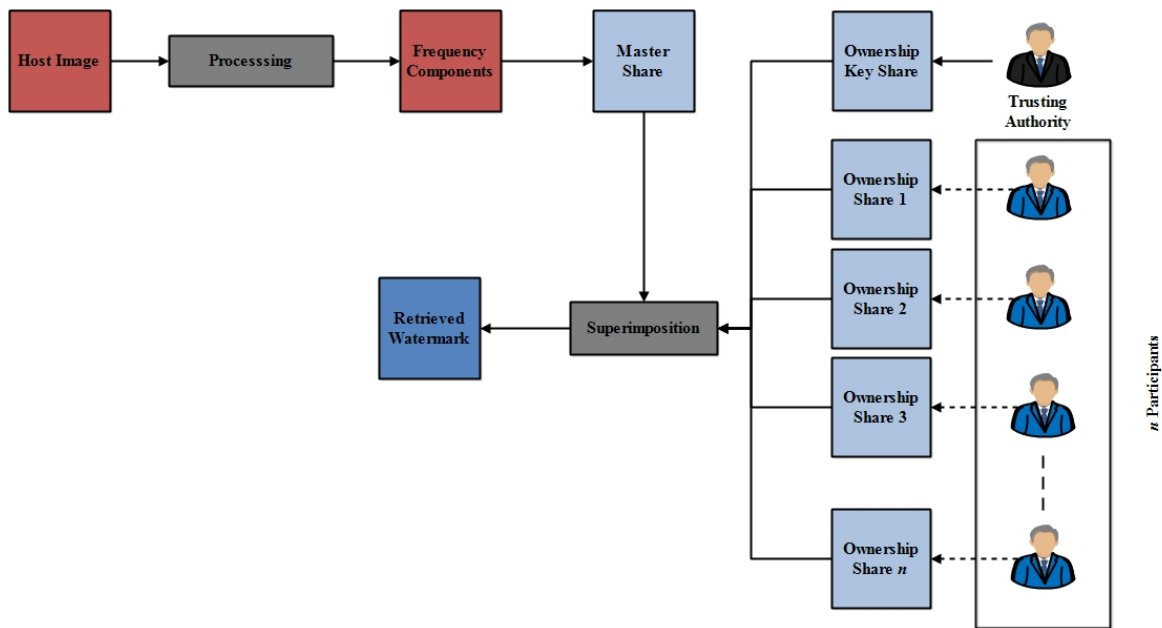 Host Image
Processsing
Frequency
Components
Master
Share
Ownership
Key Share
Trusting
Authority
Ownership
Share 1
Ownership
Share 2
Retrieved
Watermark
Superimposition
Ownership
Share 3
n Participants
Ownership
Share n